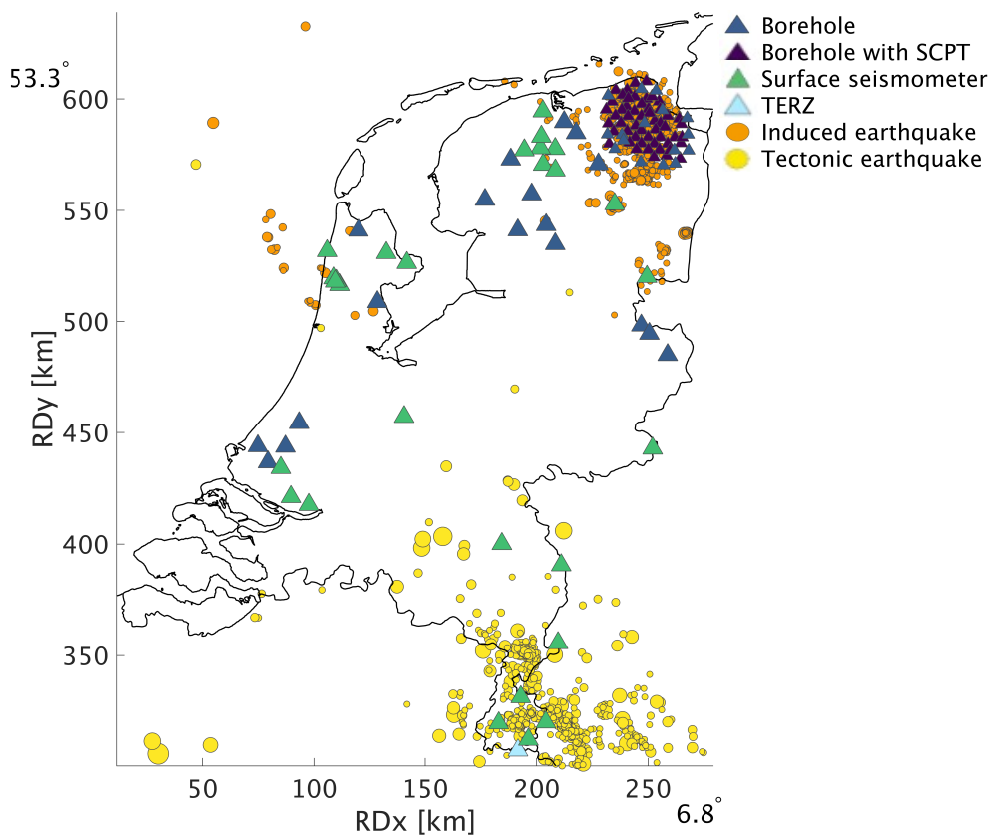 Borehole
Borehole with SCPT
Surface seismometer
TERZ
Induced earthquake
Tectonic earthquake
53.3°
600
550
500
450
400
350
RDy [km]
50
100
150
200
250
RDx [km]
6.8°